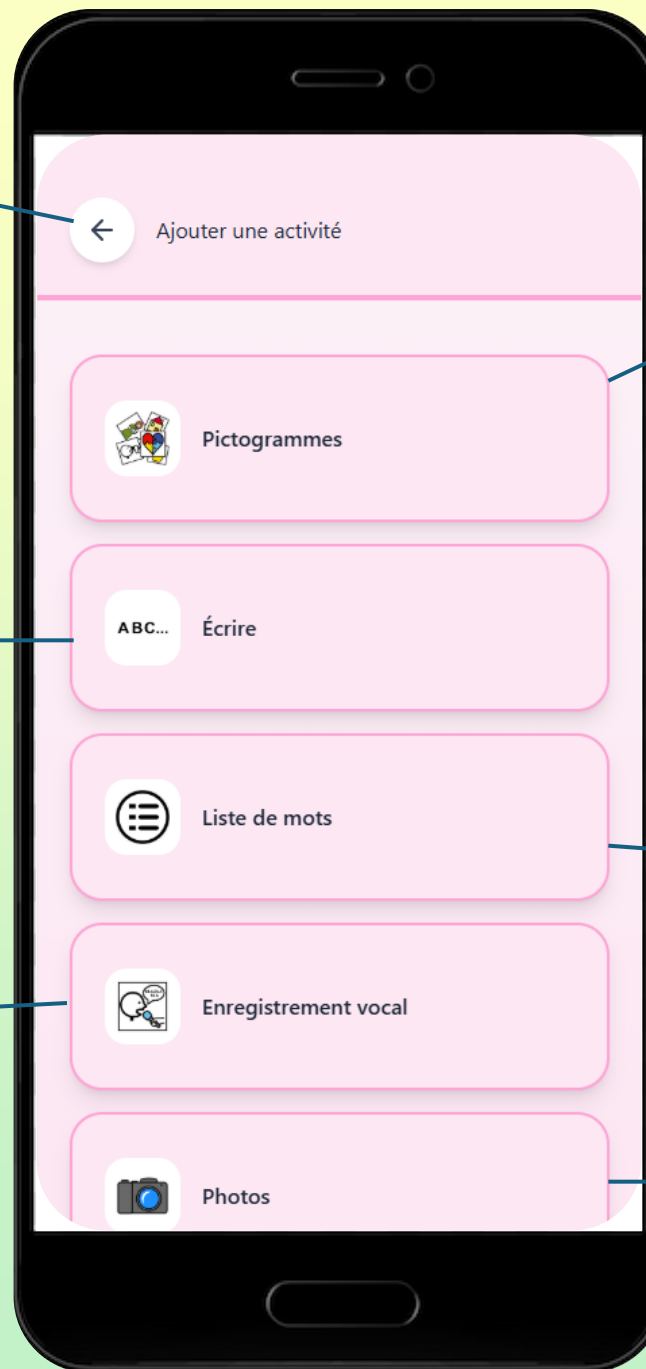 Ajouter une activité
Pictogrammes
ABC...
Écrire
Liste de mots
Enregistrement vocal
Photos